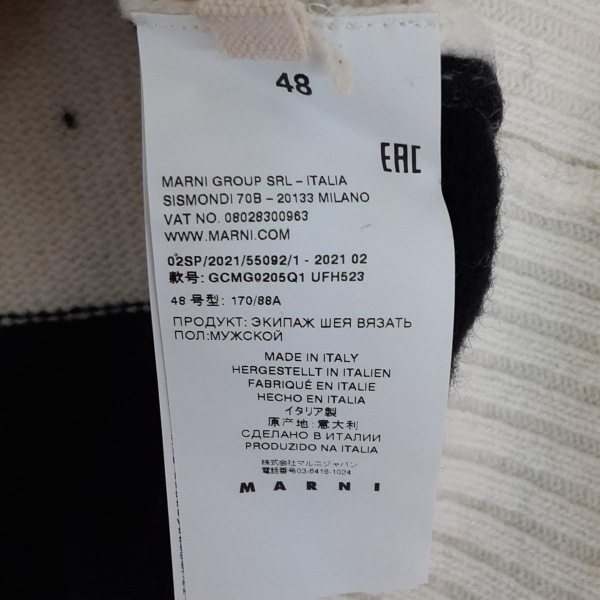 48
EAC
MARNI GROUP SRL – ITALIA
SISMONDI 70B – 20133 MILANO
VAT NO. 08028300963
WWW.MARNI.COM
02SP/2021/55092/1 - 2021 02
款号: GCMG0205Q1 UFH523
48 号型: 170/88A
ПРОДУКТ: ЭКИПАЖ ШЕЯ ВЯЗАТЬ
ПОЛ:МУЖСКОЙ
MADE IN ITALY
HERGESTELLT IN ITALIEN
FABRIQUÉ EN ITALIE
HECHO EN ITALIA
イタリア製
原产地: 意大利
СДЕЛАНО В ИТАЛИИ
PRODUZIDO NA ITALIA
株式会社マルニジャパン
電話番号03-6416-1024
MARNI